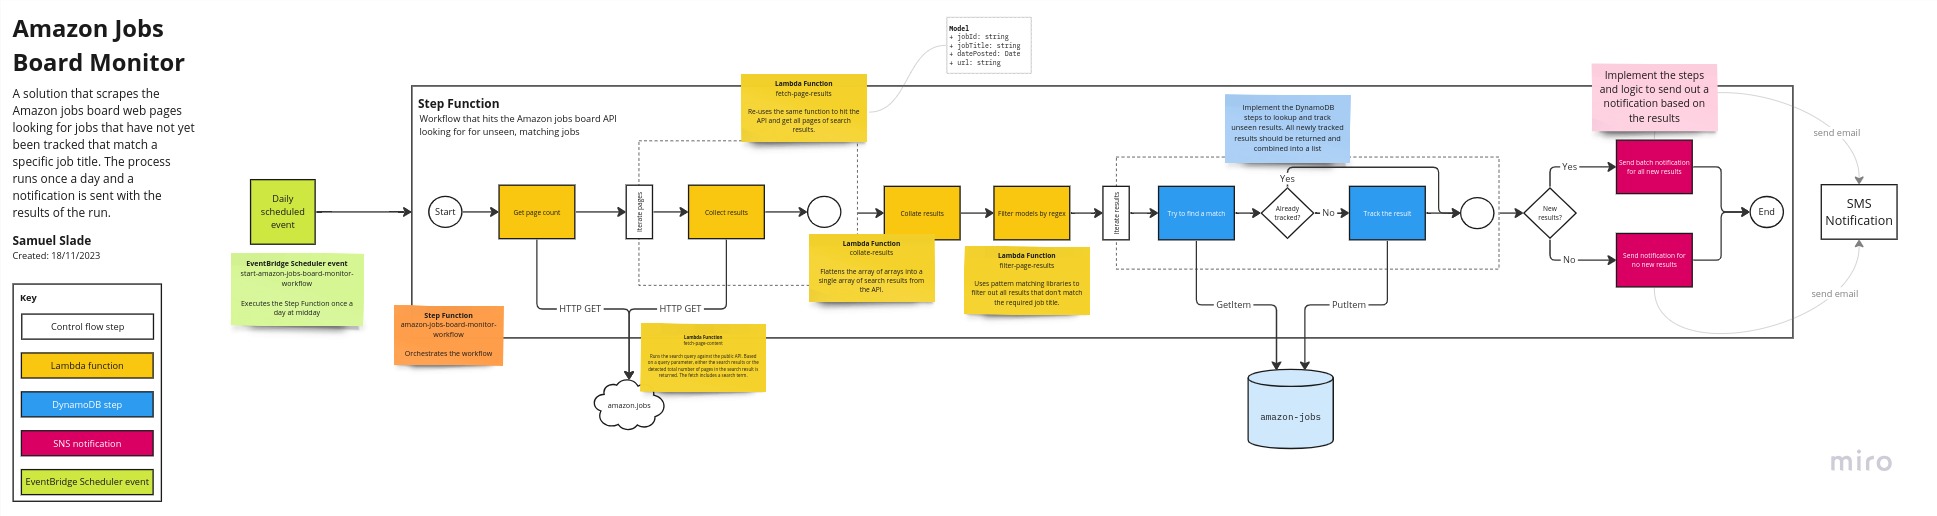 Amazon Jobs
Board Monitor
A solution that scrapes the
Amazon jobs board web pages
looking for jobs that have not yet
been tracked that match a
specific job title. The process
runs once a day and a
notification is sent with the
results of the run.
Samuel Slade
Created: 18/11/2023
Key
Control flow step
Lambda function
DynamoDB step
SNS notification
EventBridge Scheduler event
Daily
scheduled
event
EventBridge Scheduler event
start-amazon-jobs-board-monitor-
workflow
Executes the Step Function once a
day at midday
Step Function
Workflow that hits the Amazon jobs board API
looking for for unseen, matching jobs
Step Function
amazon-jobs-board-monitor-
workflow
Orchestrates the workflow
Start
Get page count
Iterate pages
Collect results
HTTP GET
HTTP GET
amazon.jobs
Lambda Function
fetch-page-content
Runs the search query against the public API. Based
on a query parameter, either the search results or the
detected total number of pages in the search result is
returned. The fetch includes a search term.
Lambda Function
fetch-page-results
Re-uses the same function to hit the
API and get all pages of search
results.
Model
+ jobId: string
+ jobTitle: string
+ datePosted: Date
+ url: string
Collate results
Lambda Function
collate-results
Flattens the array of arrays into a
single array of search results from
the API.
Filter models by regex
Lambda Function
filter-page-results
Uses pattern matching libraries to
filter out all results that don't match
the required job title.
Iterate results
Try to find a match
Implement the DynamoDB
steps to lookup and track
unseen results. All newly tracked
results should be returned and
combined into a list
Yes
Already
tracked?
No
Track the result
GetItem
PutItem
amazon-jobs
New
results?
Yes
No
Implement the steps
and logic to send out a
notification based on
the results
Send batch notification
for all new results
Send notification for
no new results
End
send email
send email
SMS
Notification
miro